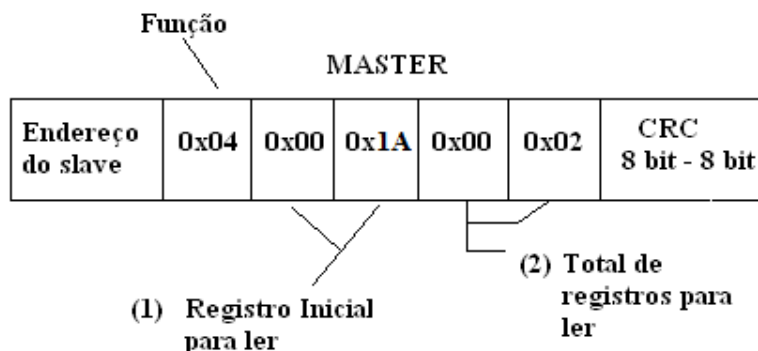 Função
MASTER
Endereço
do slave
0x04
0x00
0x1A
0x00
0x02
CRC
8 bit - 8 bit
(1) Registro Inicial
para ler
(2) Total de
registros para
ler